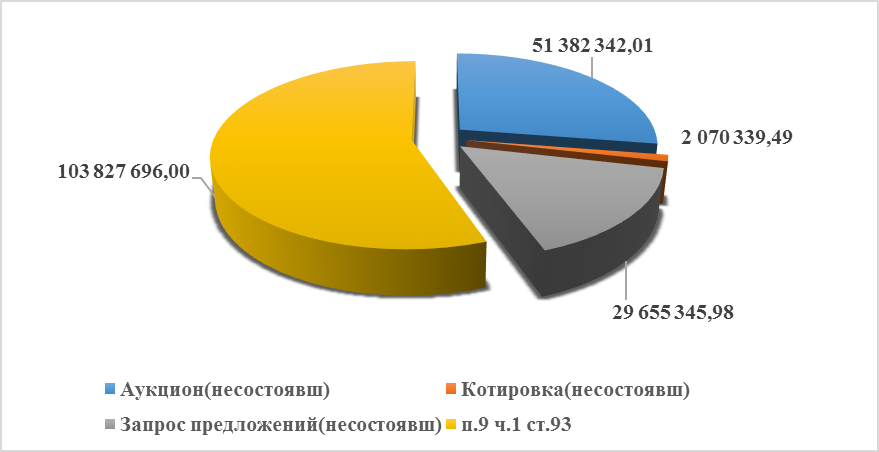 51 382 342,01
2 070 339,49
103 827 696,00
29 655 345,98
Аукцион(несостоявш)
Котировка(несостоявш)
Запрос предложений(несостоявш)
п.9 ч.1 ст.93